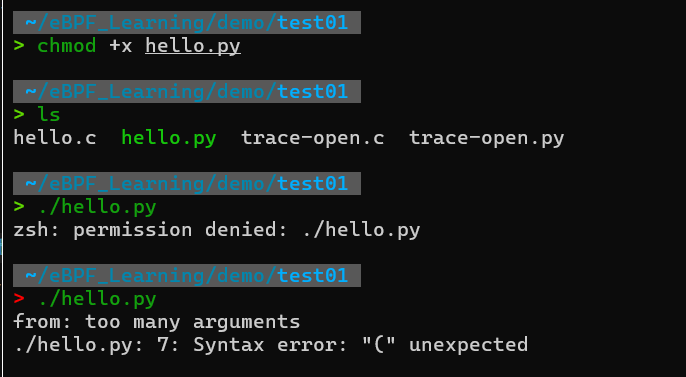 ~/eBPF_Learning/demo/test01
> chmod +x hello.py
~/eBPF_Learning/demo/test01
> ls
hello.c  hello.py  trace-open.c  trace-open.py
~/eBPF_Learning/demo/test01
> ./hello.py
zsh: permission denied: ./hello.py
~/eBPF_Learning/demo/test01
> ./hello.py
from: too many arguments
./hello.py: 7: Syntax error: "(" unexpected